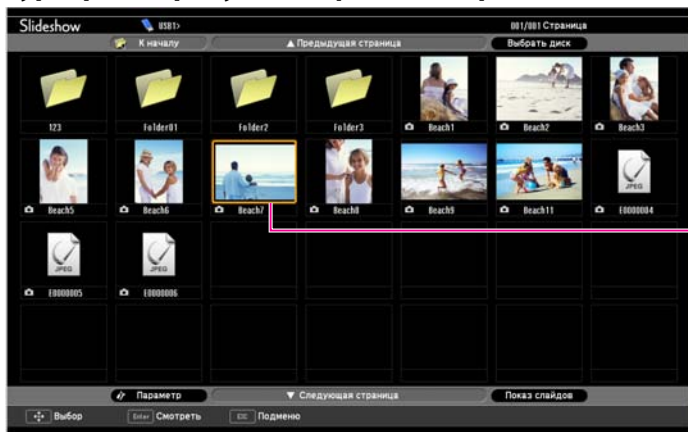 Slideshow USB1> 001/001 Страница
К началу ▲ Предыдущая страница Выбрать диск
123 Folder01 Folder2 Folder3 Beach1 Beach2 Beach3
Beach5 Beach6 Beach7 Beach8 Beach9 Beach11 E0000004
JPEG
JPEG JPEG
E0000005 E0000006
Параметр ▼ Следующая страница Показ слайдов
Выбор Enter Смотреть ESC Подменю